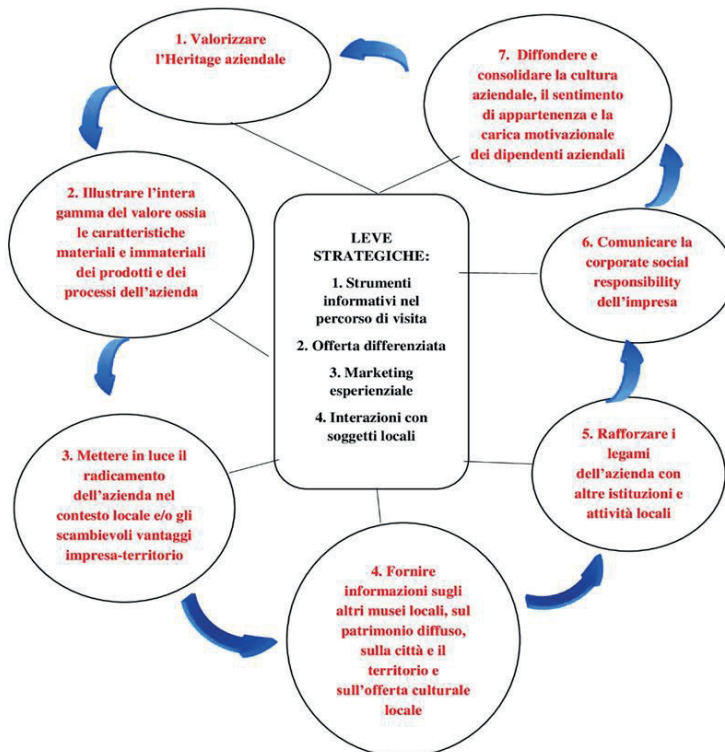 1. Valorizzare
l'Heritage aziendale
2. Illustrare l'intera
gamma del valore ossia
le caratteristiche
materiali e immateriali
dei prodotti e dei
processi dell'azienda
3. Mettere in luce il
radicamento
dell'azienda nel
contesto locale e/o gli
scambievoli vantaggi
impresa-territorio
4. Fornire
informazioni sugli
altri musei locali, sul
patrimonio diffuso,
sulla città e il
territorio e
sull'offerta culturale
locale
5. Rafforzare i
legami
dell'azienda con
altre istituzioni e
attività locali
6. Comunicare la
corporate social
responsibility
dell'impresa
7. Diffondere e
consolidare la cultura
aziendale, il sentimento
di appartenenza e la
carica motivazionale
dei dipendenti aziendali
LEVE
STRATEGICHE:
1. Strumenti
informativi nel
percorso di visita
2. Offerta differenziata
3. Marketing
esperienziale
4. Interazioni con
soggetti locali